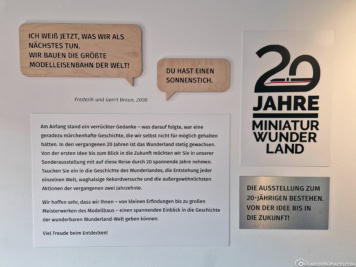 ICH WEIß JETZT, WAS WIR ALS
NÄCHSTES TUN.
WIR BAUEN DIE GRÖßTE
MODELLEISENBAHN DER WELT!
DU HAST EINEN
SONNENSTICH.
Frederik und Gerrit Braun, 2000
Am Anfang stand ein verrückter Gedanke – was darauf folgte, war eine
geradezu märchenhafte Geschichte, die wir selbst nicht für möglich gehalten
hätten. In den vergangenen 20 Jahren ist das Wunderland stetig gewachsen.
Von der ersten Idee bis zum Blick in die Zukunft möchten wir Sie in unserer
Sonderausstellung mit auf diese Reise durch 20 spannende Jahre nehmen.
Tauchen Sie ein in die Geschichte des Wunderlandes, die Entstehung jeder
einzelnen Welt, waghalsige Rekordversuche und die außergewöhnlichsten
Aktionen der vergangenen zwei Jahrzehnte.
Wir hoffen sehr, dass wir Ihnen – von kleinen Erfindungen bis zu großen
Meisterwerken des Modellbaus – einen spannenden Einblick in die Geschichte
der wunderbaren Wunderland-Welt geben können.
Viel Freude beim Entdecken!
20
JAHRE
MINIATUR
WUNDER
LAND
DIE AUSSTELLUNG ZUM
20-JÄHRIGEN BESTEHEN.
VON DER IDEE BIS IN
DIE ZUKUNFT!